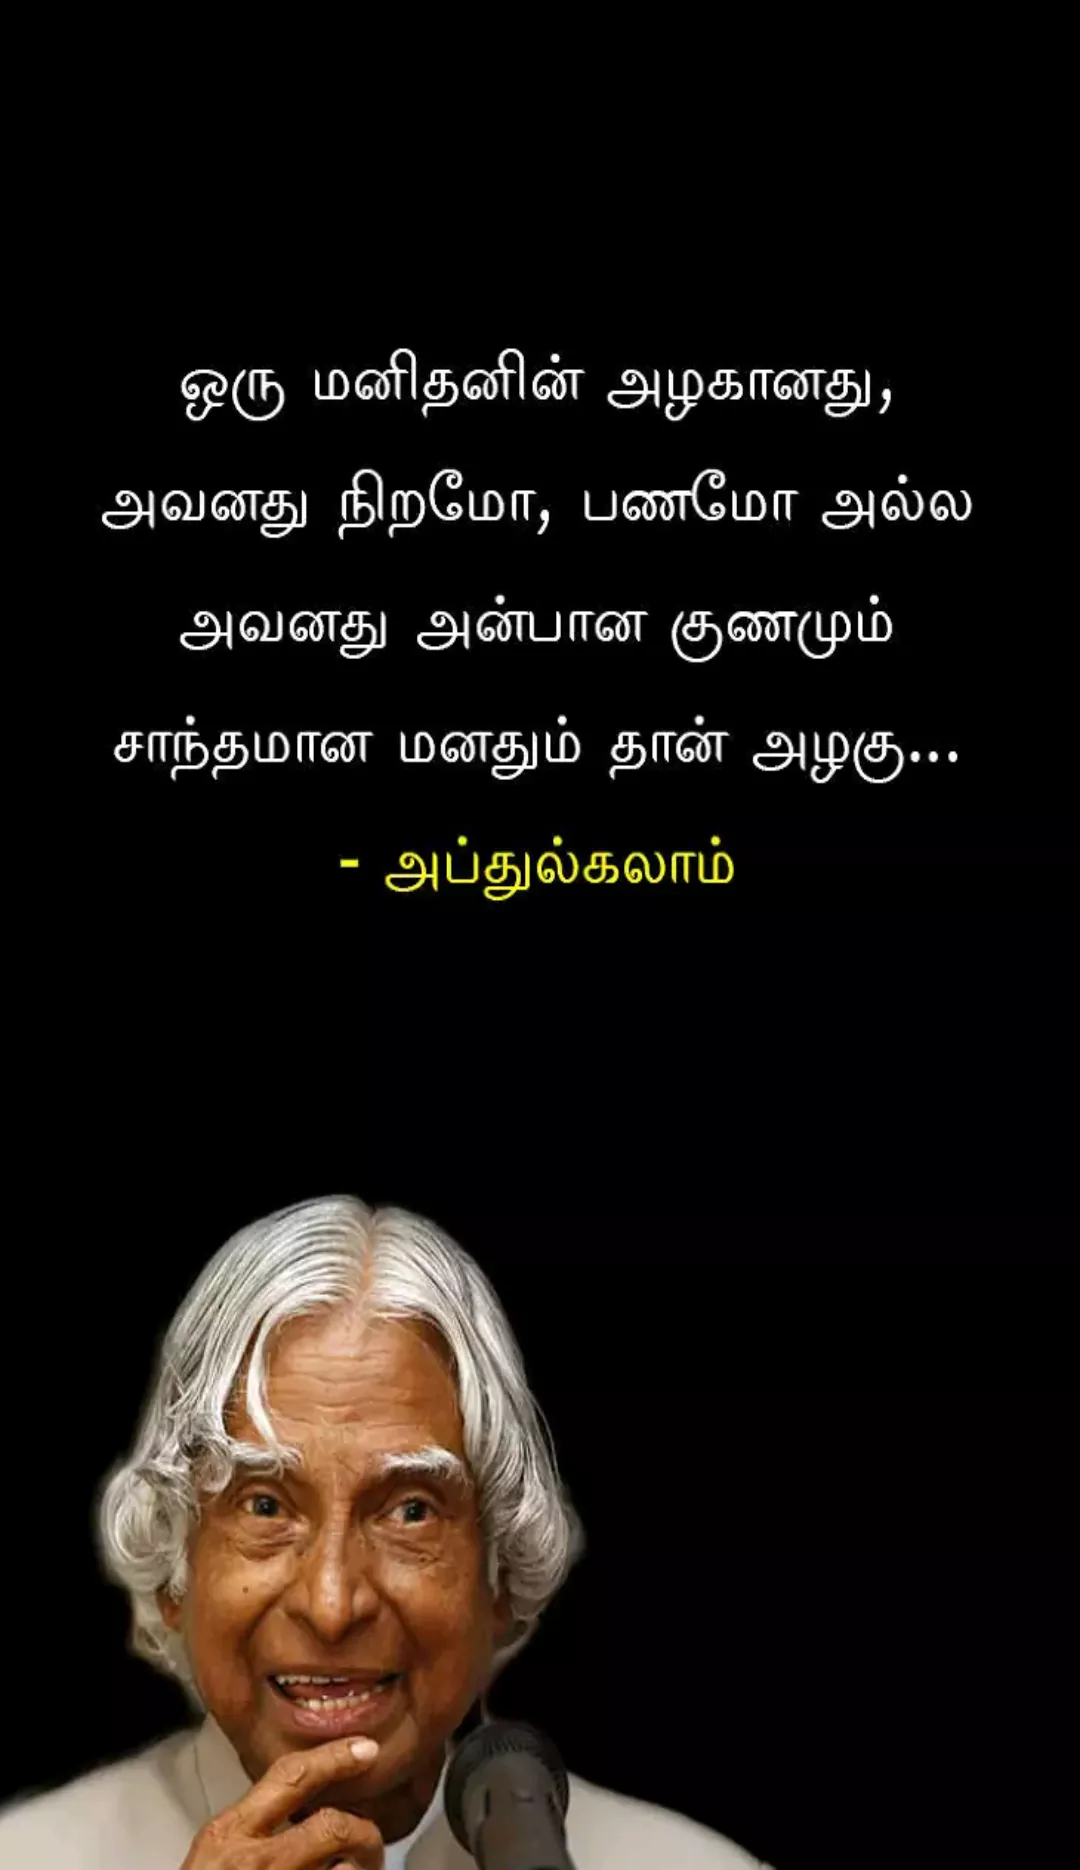 ஒரு மனிதனின் அழகானது,
அவனது நிறமோ, பணமோ அல்ல
அவனது அன்பான குணமும்
சாந்தமான மனதும் தான் அழகு...
- அப்துல்கலாம்